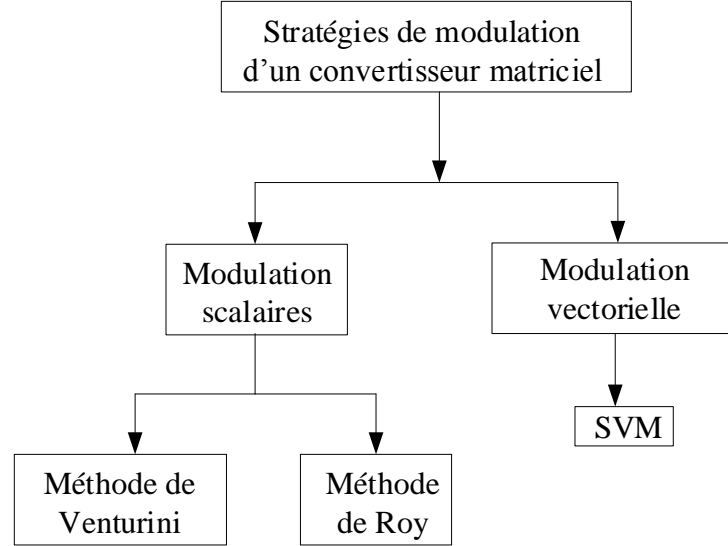 Stratégies de modulation
d'un convertisseur matriciel
Modulation
scalaires
Modulation
vectorielle
SVM
Méthode de
Venturini
Méthode
de Roy